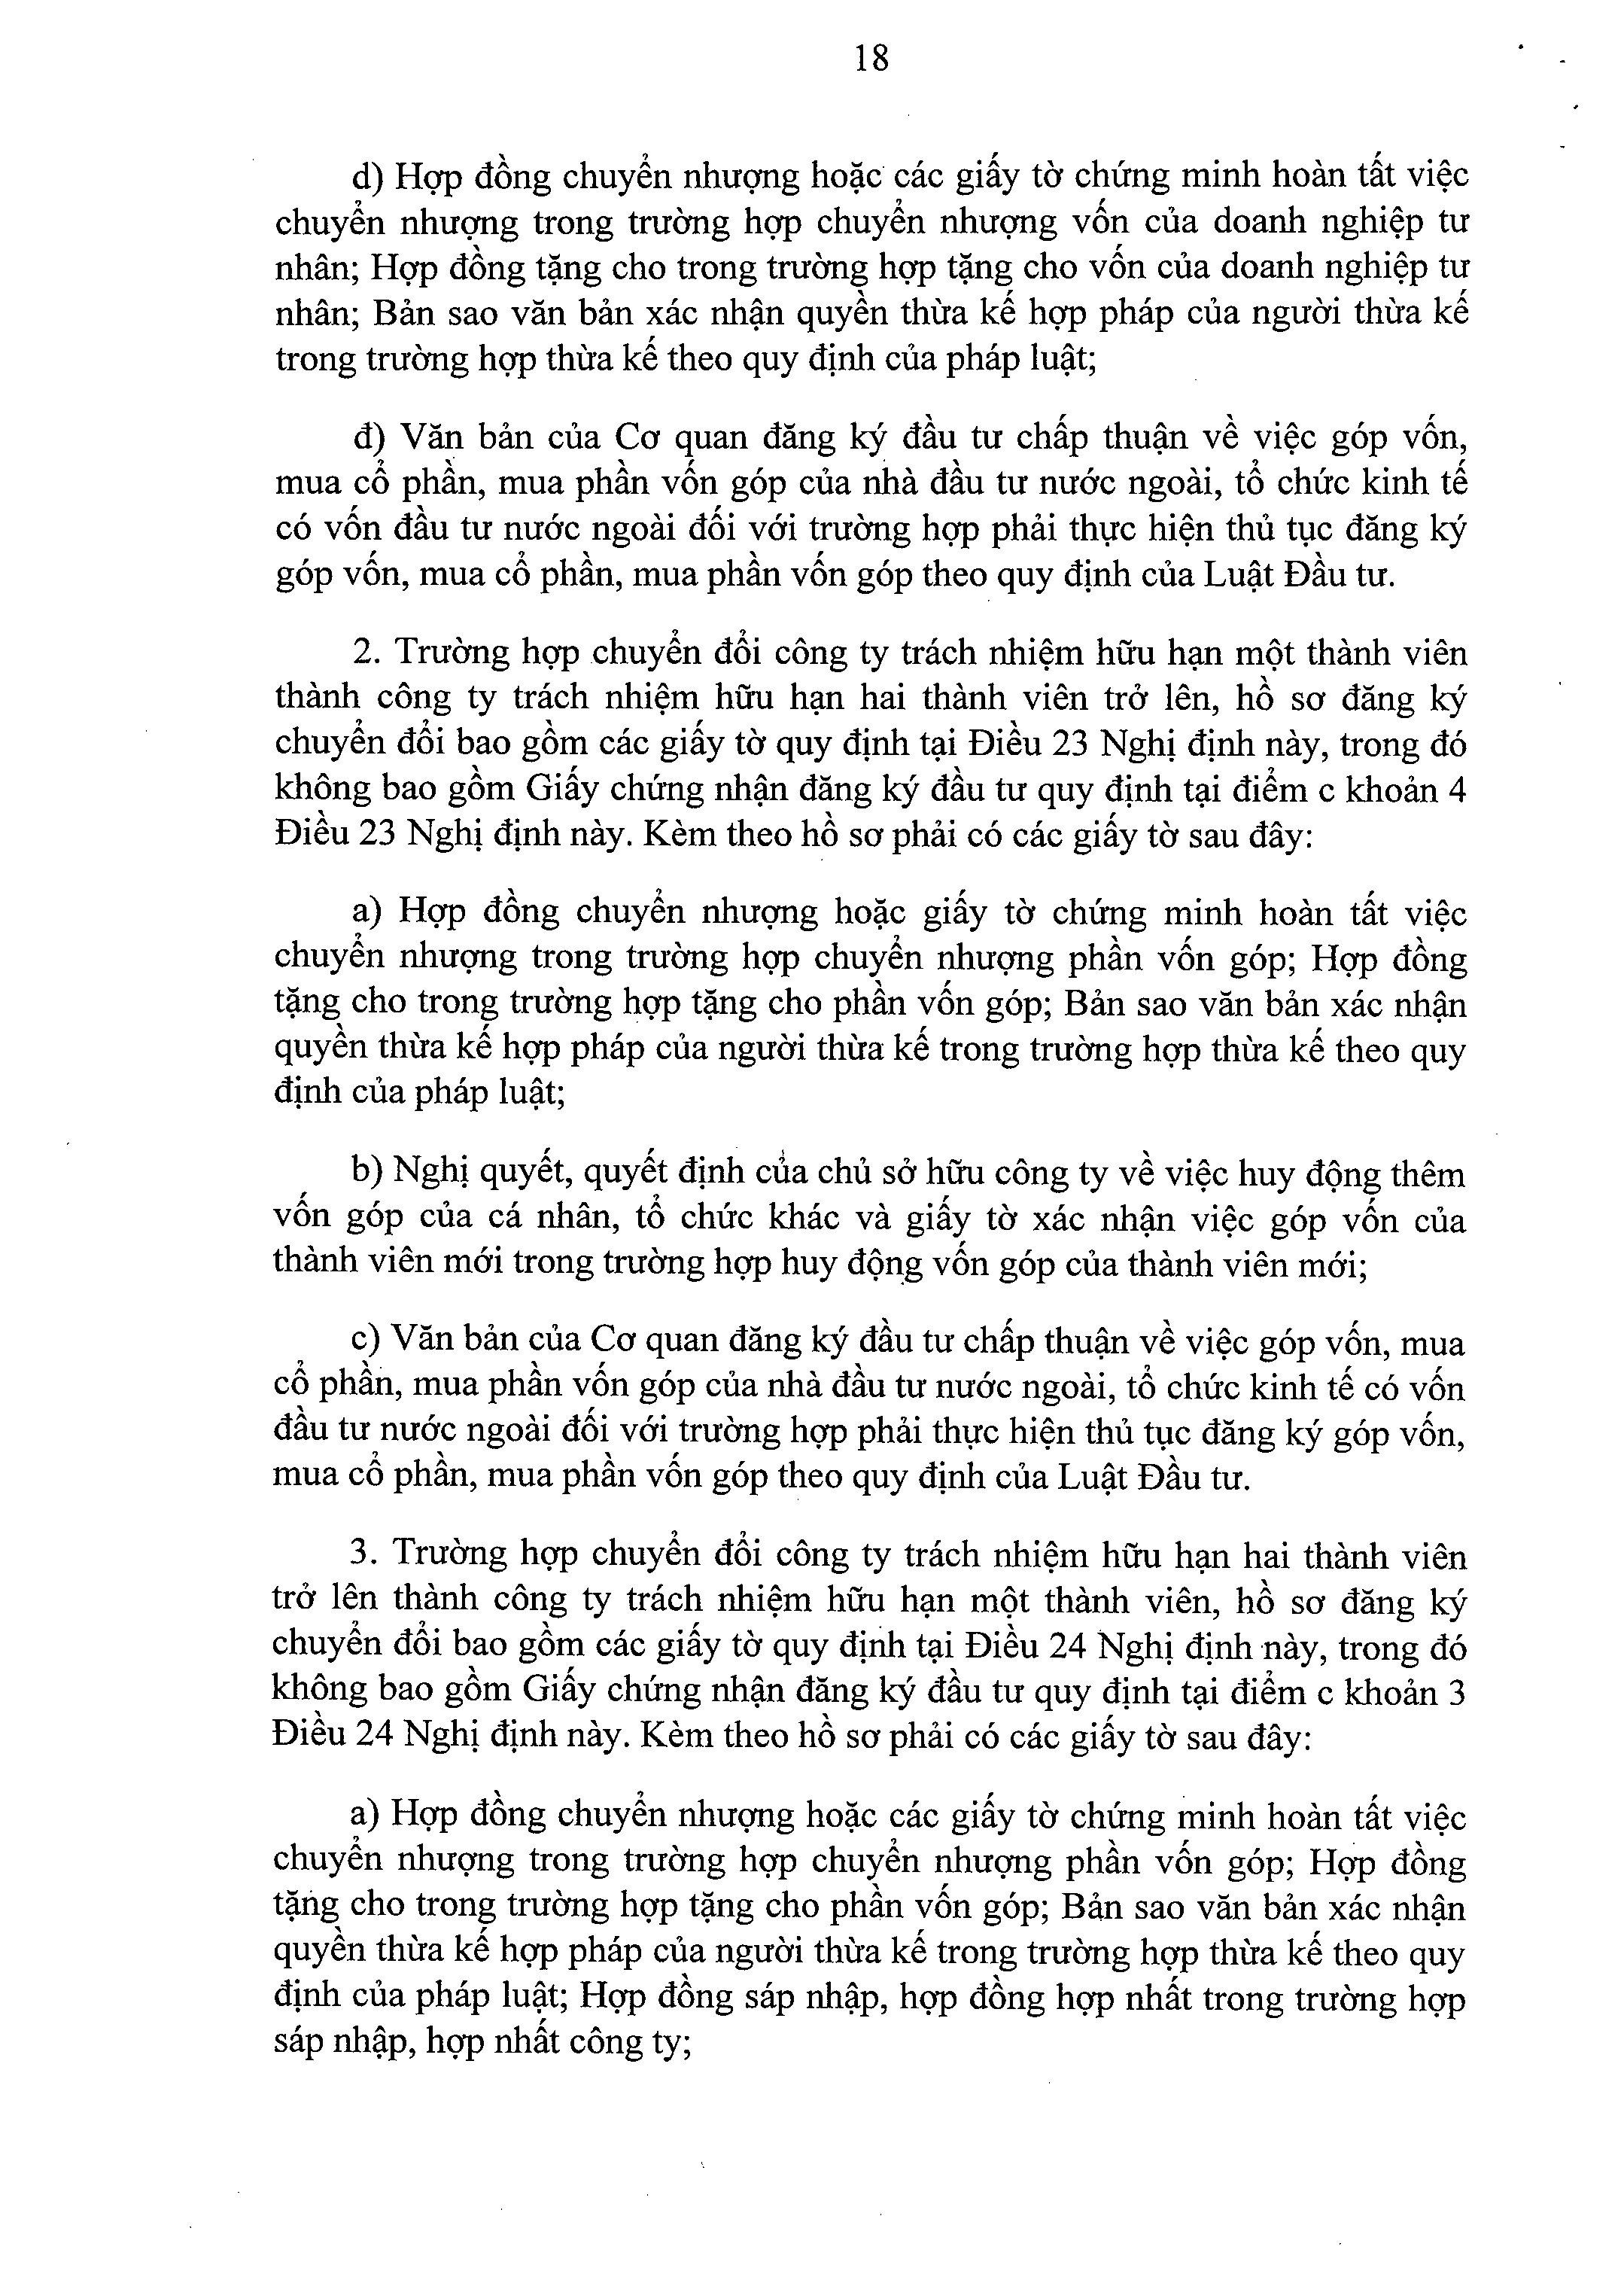 18
d) Hợp đồng chuyển nhượng hoặc các giấy tờ chứng minh hoàn tất việc
chuyển nhượng trong trường hợp chuyển nhượng vốn của doanh nghiệp tư
nhân; Hợp đồng tặng cho trong trường hợp tặng cho vốn của doanh nghiệp tư
nhân; Bản sao văn bản xác nhận quyền thừa kế hợp pháp của người thừa kế
trong trường hợp thừa kế theo quy định của pháp luật;
đ) Văn bản của Cơ quan đăng ký đầu tư chấp thuận về việc góp vốn,
mua cổ phần, mua phần vốn góp của nhà đầu tư nước ngoài, tổ chức kinh tế
có vốn đầu tư nước ngoài đối với trường hợp phải thực hiện thủ tục đăng ký
góp vốn, mua cổ phần, mua phần vốn góp theo quy định của Luật Đầu tư.
2. Trường hợp chuyển đổi công ty trách nhiệm hữu hạn một thành viên
thành công ty trách nhiệm hữu hạn hai thành viên trở lên, hồ sơ đăng ký
chuyển đổi bao gồm các giấy tờ quy định tại Điều 23 Nghị định này, trong đó
không bao gồm Giấy chứng nhận đăng ký đầu tư quy định tại điểm c khoản 4
Điều 23 Nghị định này. Kèm theo hồ sơ phải có các giấy tờ sau đây:
a) Hợp đồng chuyển nhượng hoặc giấy tờ chứng minh hoàn tất việc
chuyển nhượng trong trường hợp chuyển nhượng phần vốn góp; Hợp đồng
tặng cho trong trường hợp tặng cho phần vốn góp; Bản sao văn bản xác nhận
quyền thừa kế hợp pháp của người thừa kế trong trường hợp thừa kế theo quy
định của pháp luật;
b) Nghị quyết, quyết định của chủ sở hữu công ty về việc huy động thêm
vốn góp của cá nhân, tổ chức khác và giấy tờ xác nhận việc góp vốn của
thành viên mới trong trường hợp huy động vốn góp của thành viên mới;
c) Văn bản của Cơ quan đăng ký đầu tư chấp thuận về việc góp vốn, mua
cổ phần, mua phần vốn góp của nhà đầu tư nước ngoài, tổ chức kinh tế có vốn
đầu tư nước ngoài đối với trường hợp phải thực hiện thủ tục đăng ký góp vốn,
mua cổ phần, mua phần vốn góp theo quy định của Luật Đầu tư.
3. Trường hợp chuyển đổi công ty trách nhiệm hữu hạn hai thành viên
trở lên thành công ty trách nhiệm hữu hạn một thành viên, hồ sơ đăng ký
chuyển đổi bao gồm các giấy tờ quy định tại Điều 24 Nghị định này, trong đó
không bao gồm Giấy chứng nhận đăng ký đầu tư quy định tại điểm c khoản 3
Điều 24 Nghị định này. Kèm theo hồ sơ phải có các giấy tờ sau đây:
a) Hợp đồng chuyển nhượng hoặc các giấy tờ chứng minh hoàn tất việc
chuyển nhượng trong trường hợp chuyển nhượng phần vốn góp; Hợp đồng
tặng cho trong trường hợp tặng cho phần vốn góp; Bản sao văn bản xác nhận
quyền thừa kế hợp pháp của người thừa kế trong trường hợp thừa kế theo quy
định của pháp luật; Hợp đồng sáp nhập, hợp đồng hợp nhất trong trường hợp
sáp nhập, hợp nhất công ty;